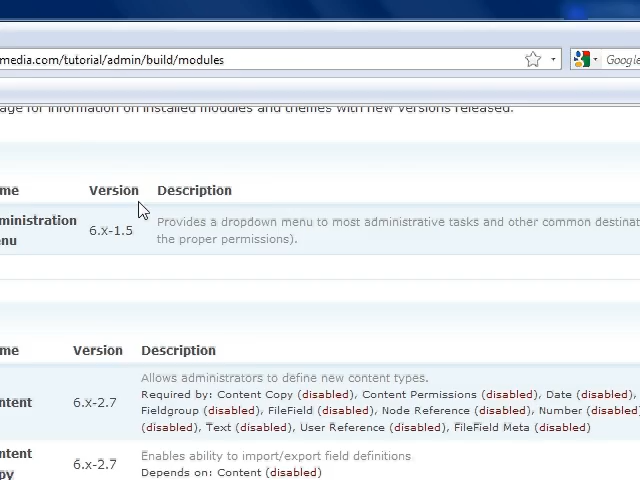 media.com/tutorial/admin/build/modules
Google
age for information on installed modules and themes with new versions released.
me Version Description
ministration
enu
6.x-1.5
Provides a dropdown menu to most administrative tasks and other common destinat
the proper permissions).
me Version Description
ntent
6.x-2.7
Allows administrators to define new content types.
Required by: Content Copy (disabled), Content Permissions (disabled), Date (disabled),
Fieldgroup (disabled), FileField (disabled), Node Reference (disabled), Number (disabled)
(disabled), Text (disabled), User Reference (disabled), FileField Meta (disabled)
ntent
py
6.x-2.7
Enables ability to import/export field definitions
Depends on: Content (disabled)